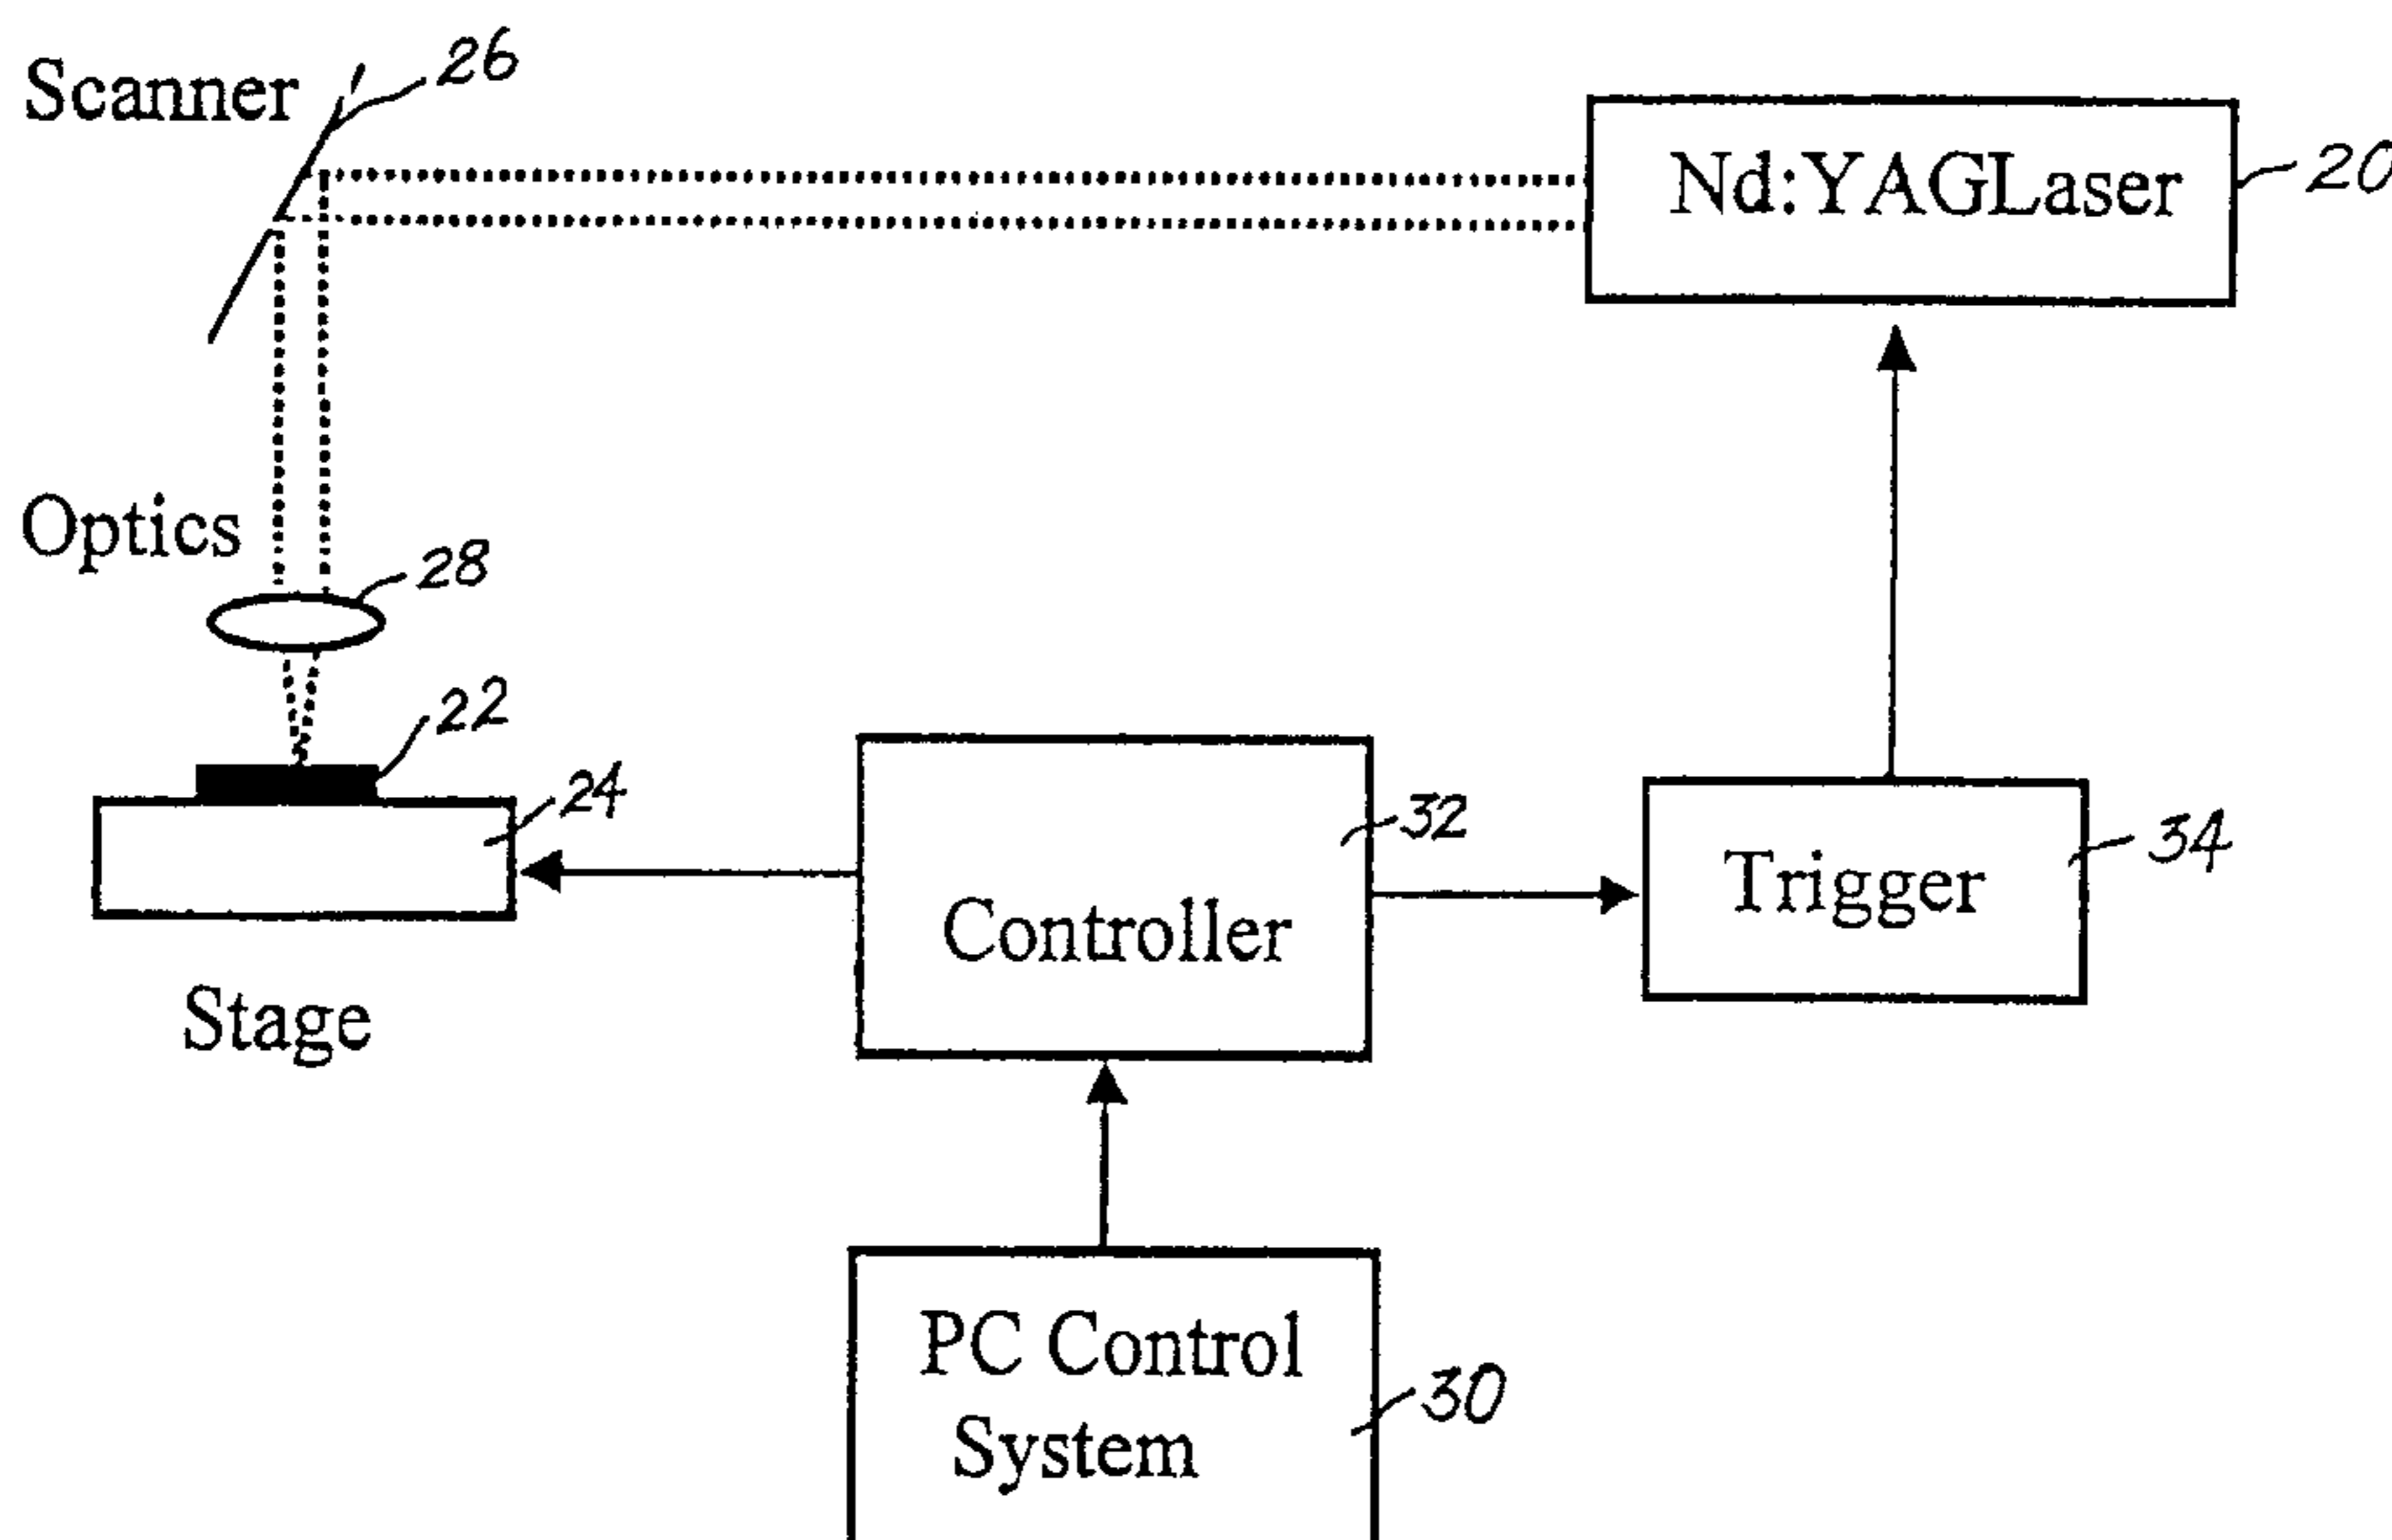 Scanner
26
Nd:YAGLaser
20
Optics
28
22
24
Stage
Controller
32
Trigger
34
PC Control
System
30